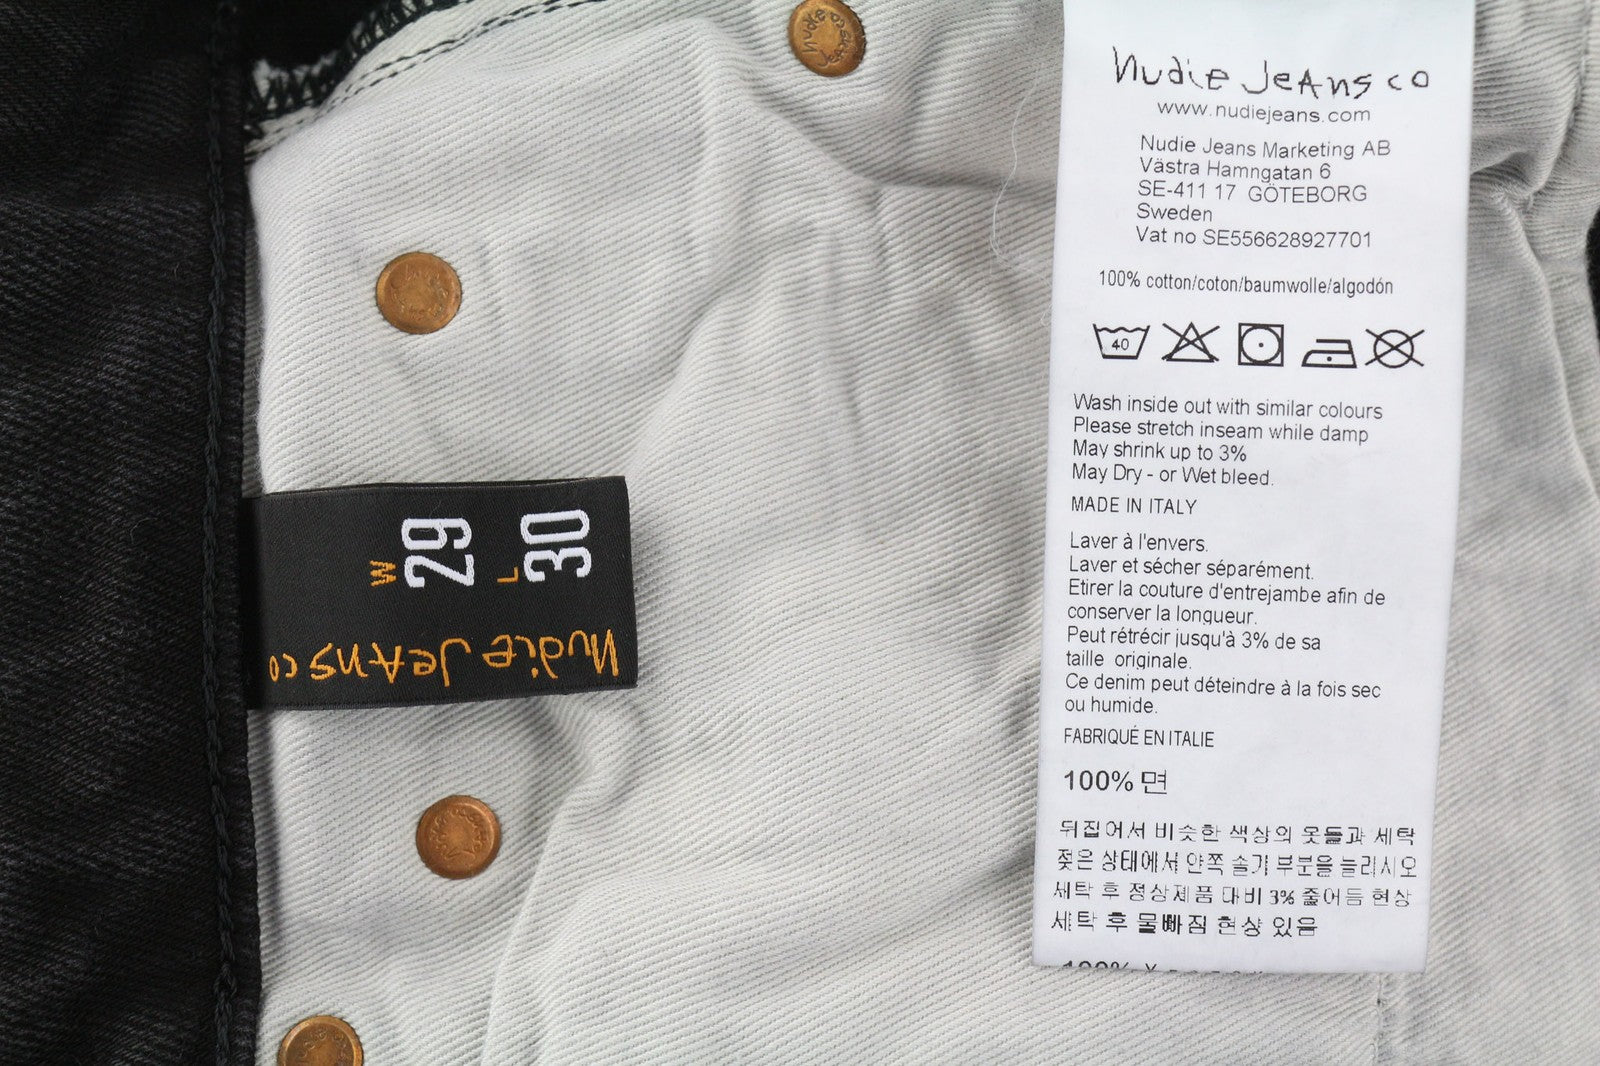 nudie Jeans co
W
29
L
30
nudie Jeans co
nudie Jeans co
www.nudiejeans.com
Nudie Jeans Marketing AB
Västra Hamngatan 6
SE-411 17 GÖTEBORG
Sweden
Vat no SE556628927701
100% cotton/coton/baumwolle/algodón
40
Wash inside out with similar colours
Please stretch inseam while damp
May shrink up to 3%
May Dry - or Wet bleed.
MADE IN ITALY
Laver à l'envers.
Laver et sécher séparément.
Etirer la couture d'entrejambe afin de
conserver la longueur.
Peut rétrécir jusqu'à 3% de sa
taille originale.
Ce denim peut déteindre à la fois sec
ou humide.
FABRIQUÉ EN ITALIE
100% 면
뒤집어서 비슷한 색상의 옷들과 세탁
젖은 상태에서 안쪽 솔기 부분을 늘리시오
세탁 후 정상제품 대비 3% 줄어듬 현상
세탁 후 물빠짐 현상 있음
100%